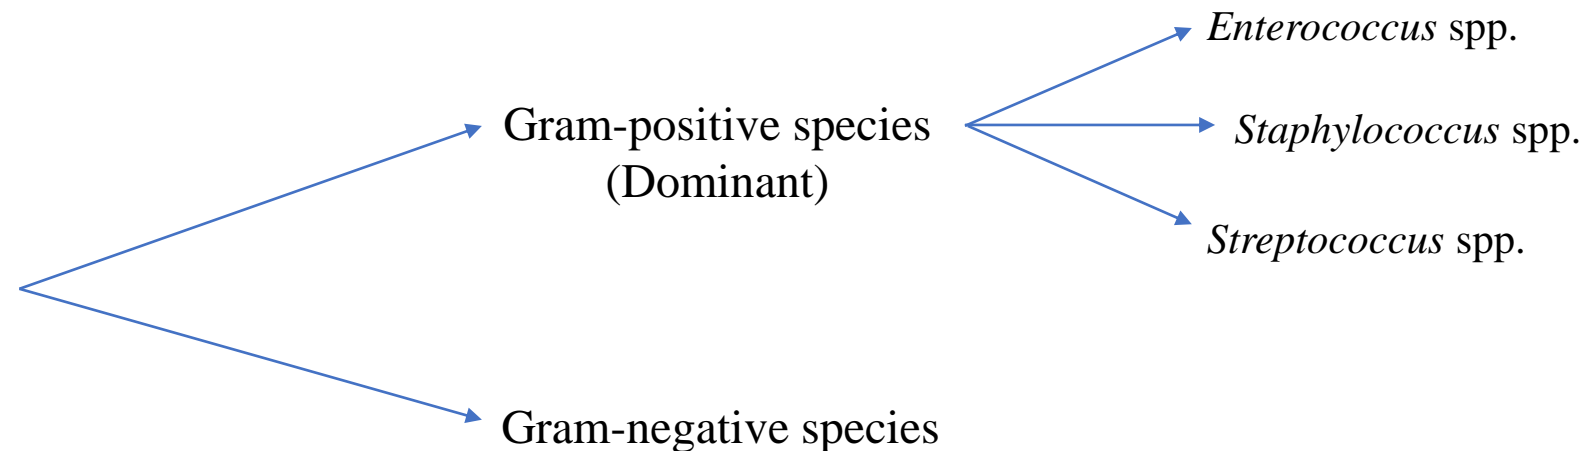 Enterococcus spp.
Gram-positive species
(Dominant)
Staphylococcus spp.
Streptococcus spp.
Gram-negative species